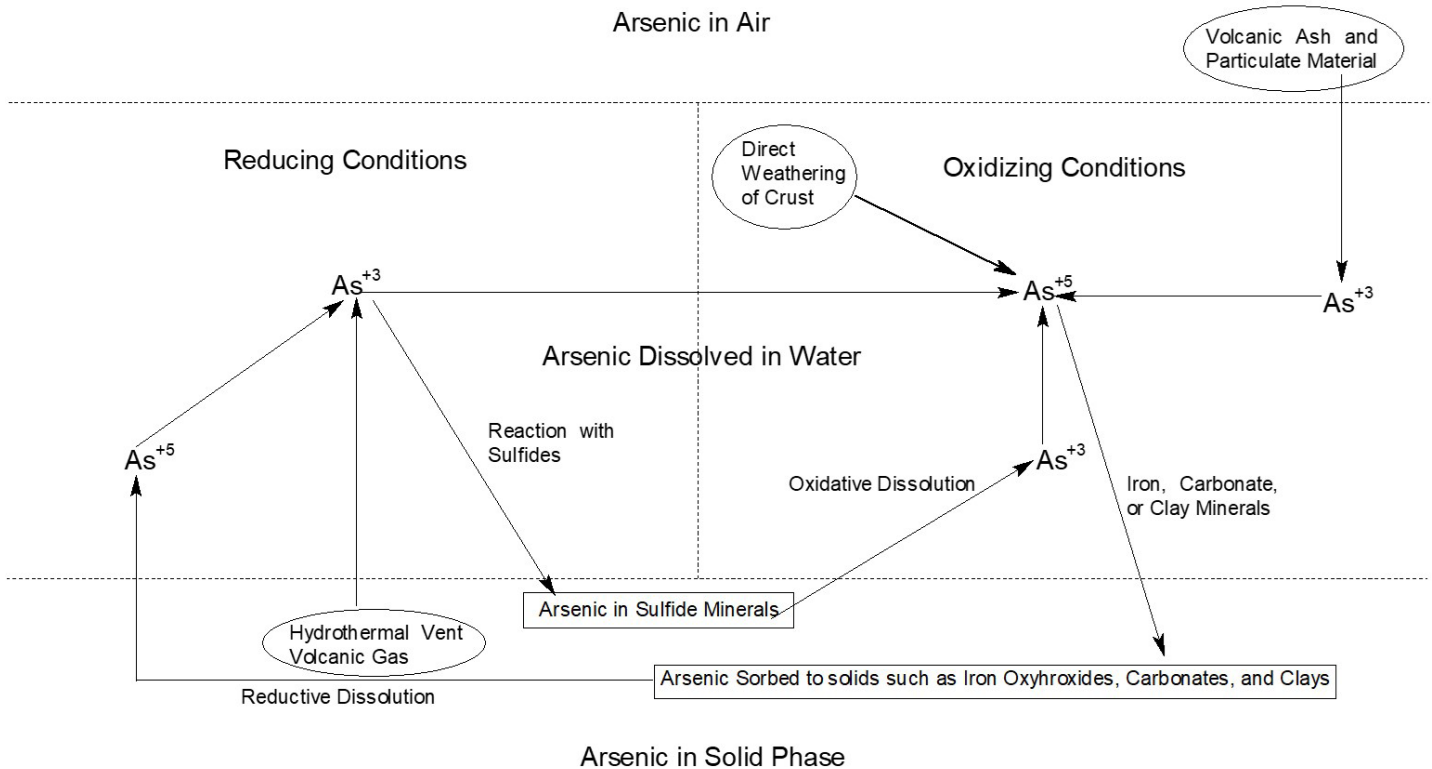 Arsenic in Air
Volcanic Ash and
Particulate Material
Reducing Conditions
Direct
Weathering
of Crust
Oxidizing Conditions
As+3
As+5
As+3
Arsenic Dissolved in Water
Reaction with
Sulfides
As+5
As+3
Oxidative Dissolution
Iron, Carbonate,
or Clay Minerals
Arsenic in Sulfide Minerals
Hydrothermal Vent
Volcanic Gas
Arsenic Sorbed to solids such as Iron Oxyhroxides, Carbonates, and Clays
Reductive Dissolution
Arsenic in Solid Phase